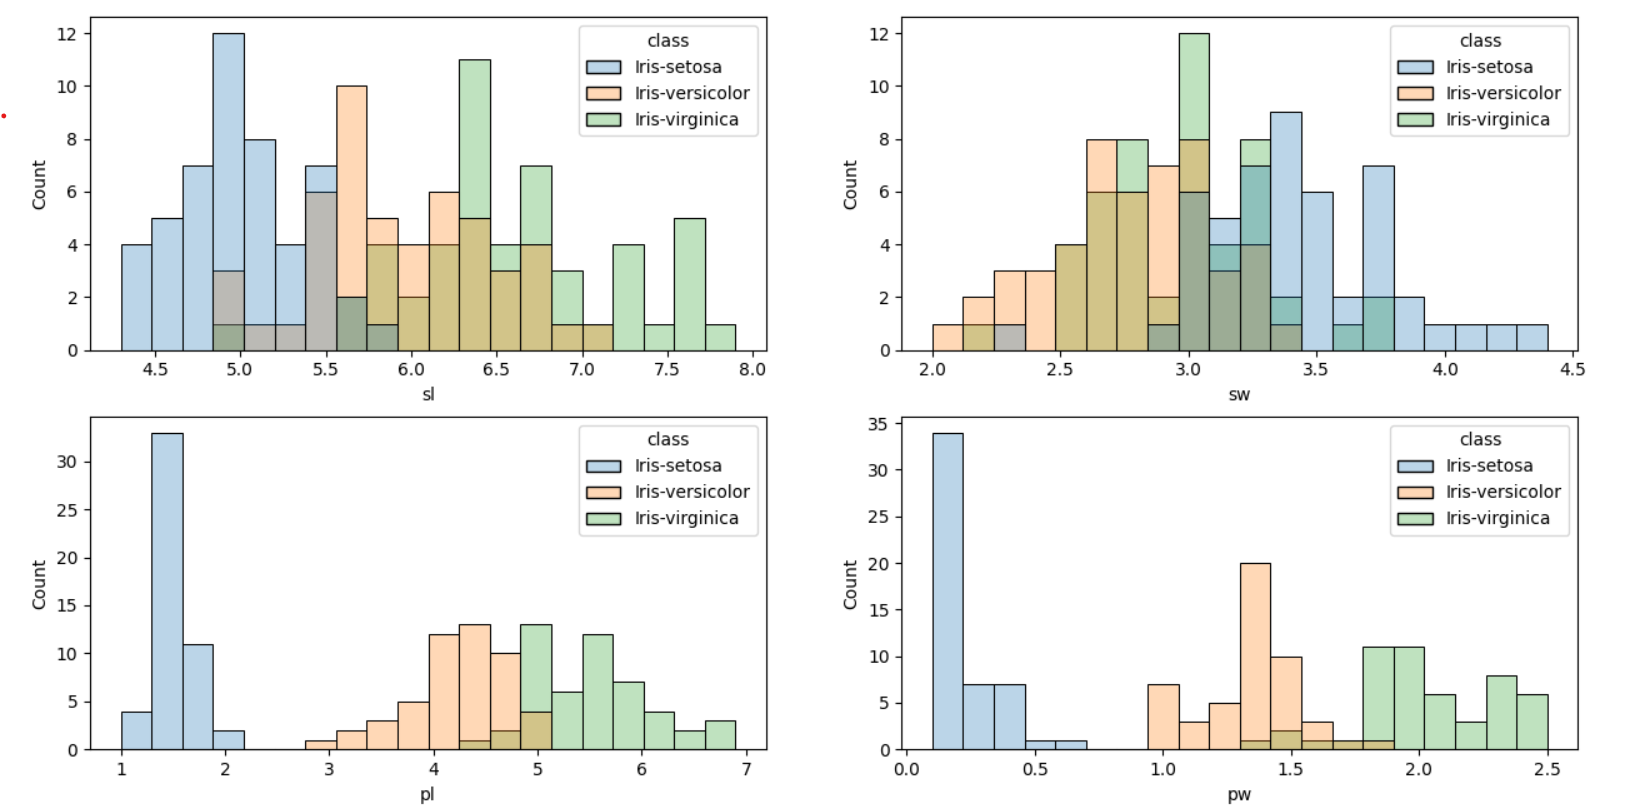 12
10
8
6
4
2
0
Count
class
Iris-setosa
Iris-versicolor
Iris-virginica
4.5 5.0 5.5 6.0 6.5 7.0 7.5 8.0
sl
12
10
8
6
4
2
0
Count
class
Iris-setosa
Iris-versicolor
Iris-virginica
2.0 2.5 3.0 3.5 4.0 4.5
sw
30
25
20
15
10
5
0
Count
class
Iris-setosa
Iris-versicolor
Iris-virginica
1 2 3 4 5 6 7
pl
35
30
25
20
15
10
5
0
Count
class
Iris-setosa
Iris-versicolor
Iris-virginica
0.0 0.5 1.0 1.5 2.0 2.5
pw